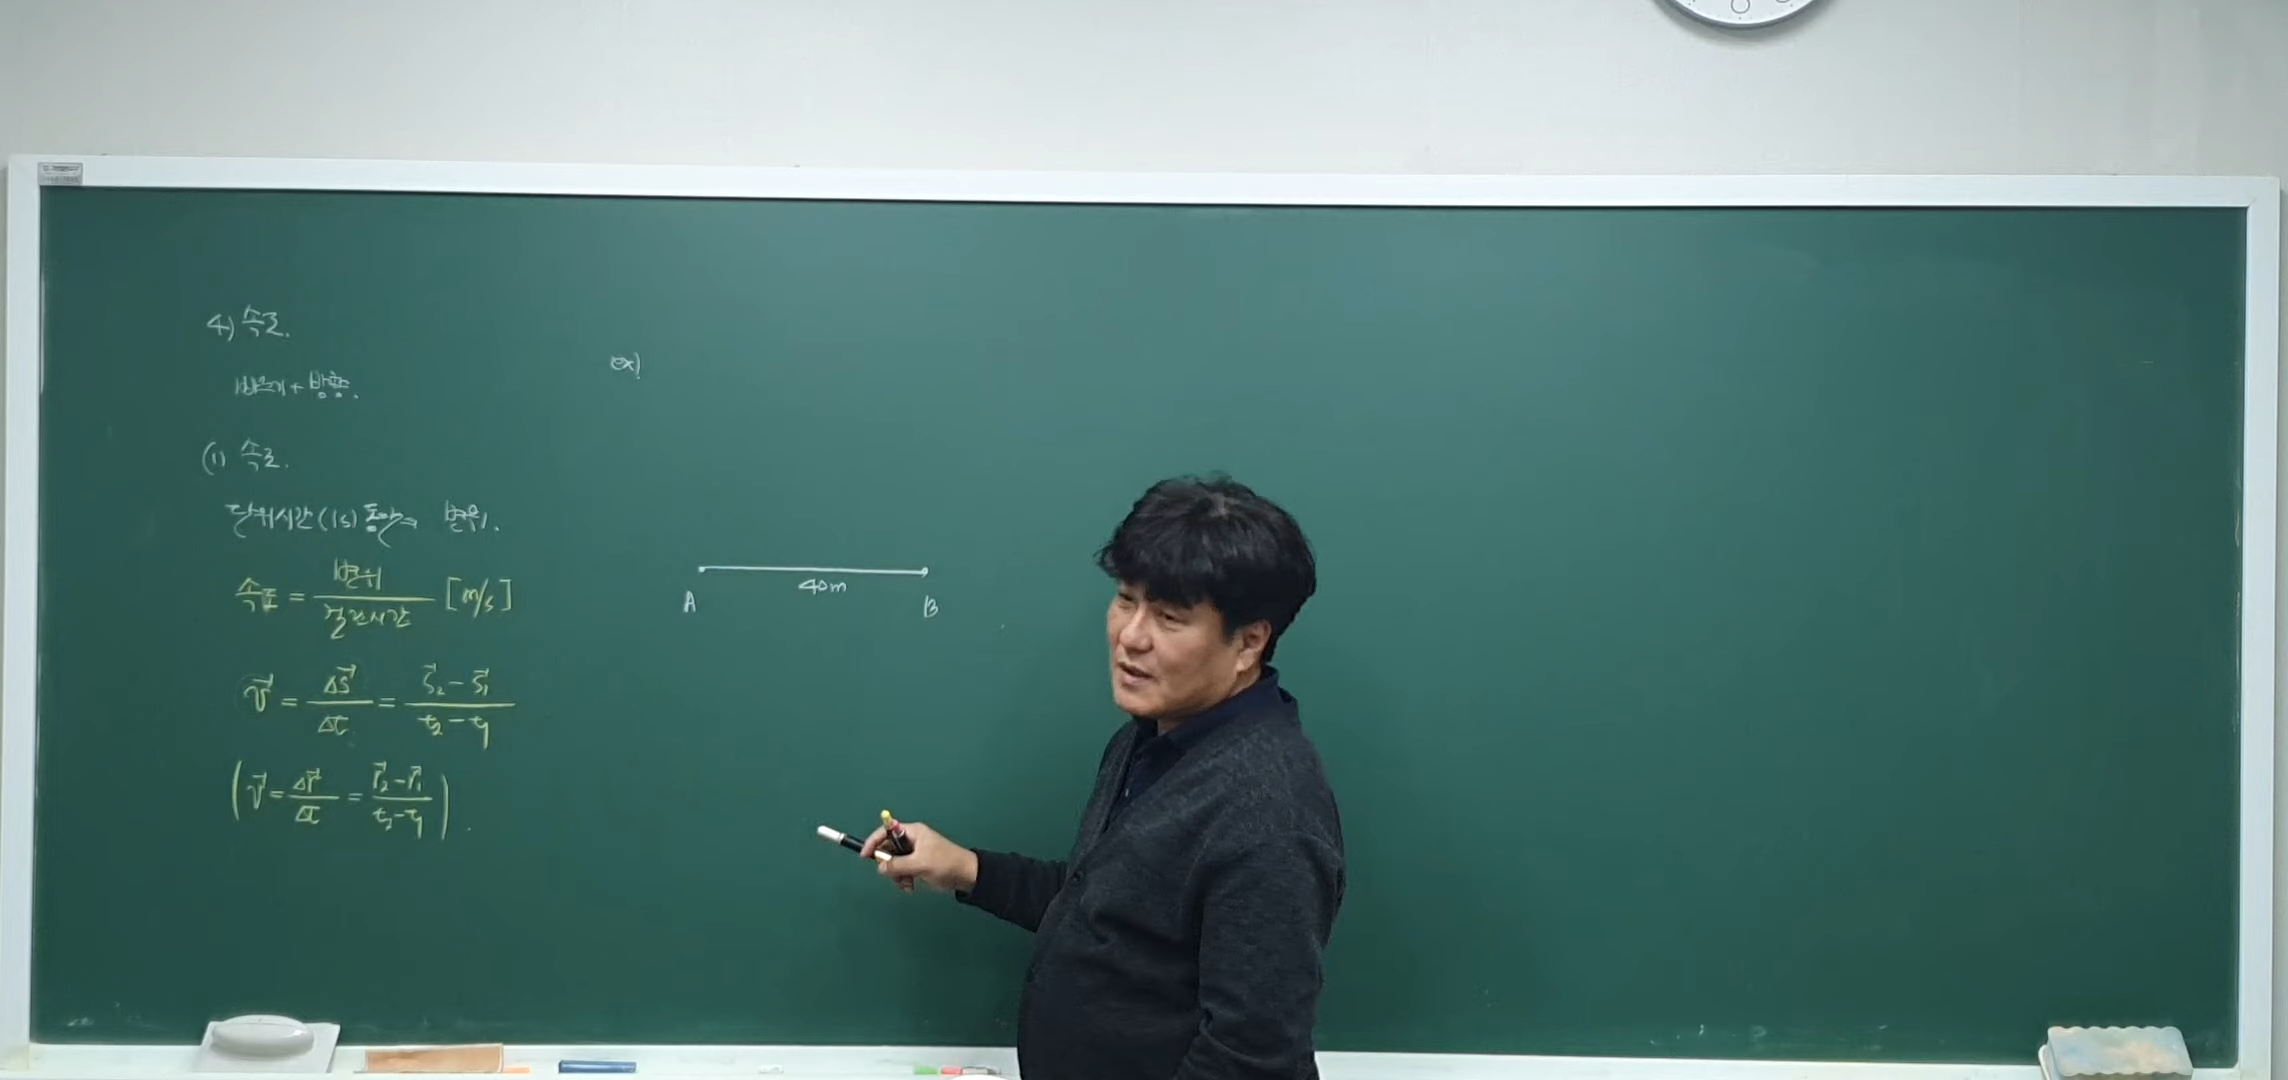 4) 속도.
빠르기 + 방향.
(1) 속도.
단위시간(1s) 동안의 변위.
속도 = 변위 / 걸린시간 [m/s]
v⃗ = Δs⃗ / Δt = (s⃗₂ - s⃗₁) / (t₂ - t₁)
(v⃗ = Δr⃗ / Δt = (r⃗₂ - r⃗₁) / (t₂ - t₁)).
ex)
40m
A B